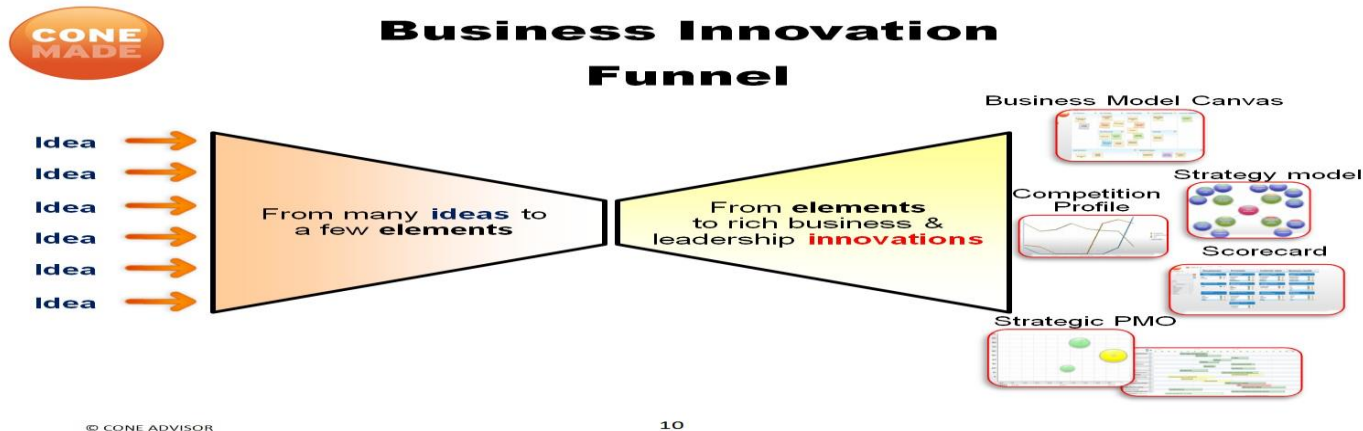 CONE
MADE
Business Innovation
Funnel
Idea
Idea
Idea
Idea
Idea
Idea
From many ideas to
a few elements
From elements
to rich business &
leadership innovations
Business Model Canvas
Strategy model
Competition
Profile
Scorecard
Strategic PMO
© CONE ADVISOR
10